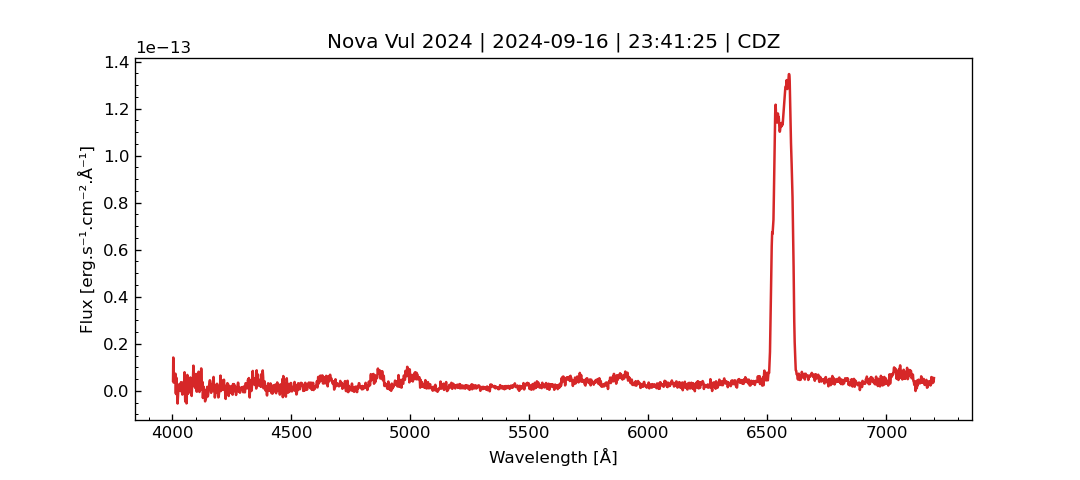 Nova Vul 2024 | 2024-09-16 | 23:41:25 | CDZ
1e−13
1.4
1.2
1.0
0.8
0.6
0.4
0.2
0.0
Flux [erg.s⁻¹.cm⁻².Å⁻¹]
4000 4500 5000 5500 6000 6500 7000
Wavelength [Å]